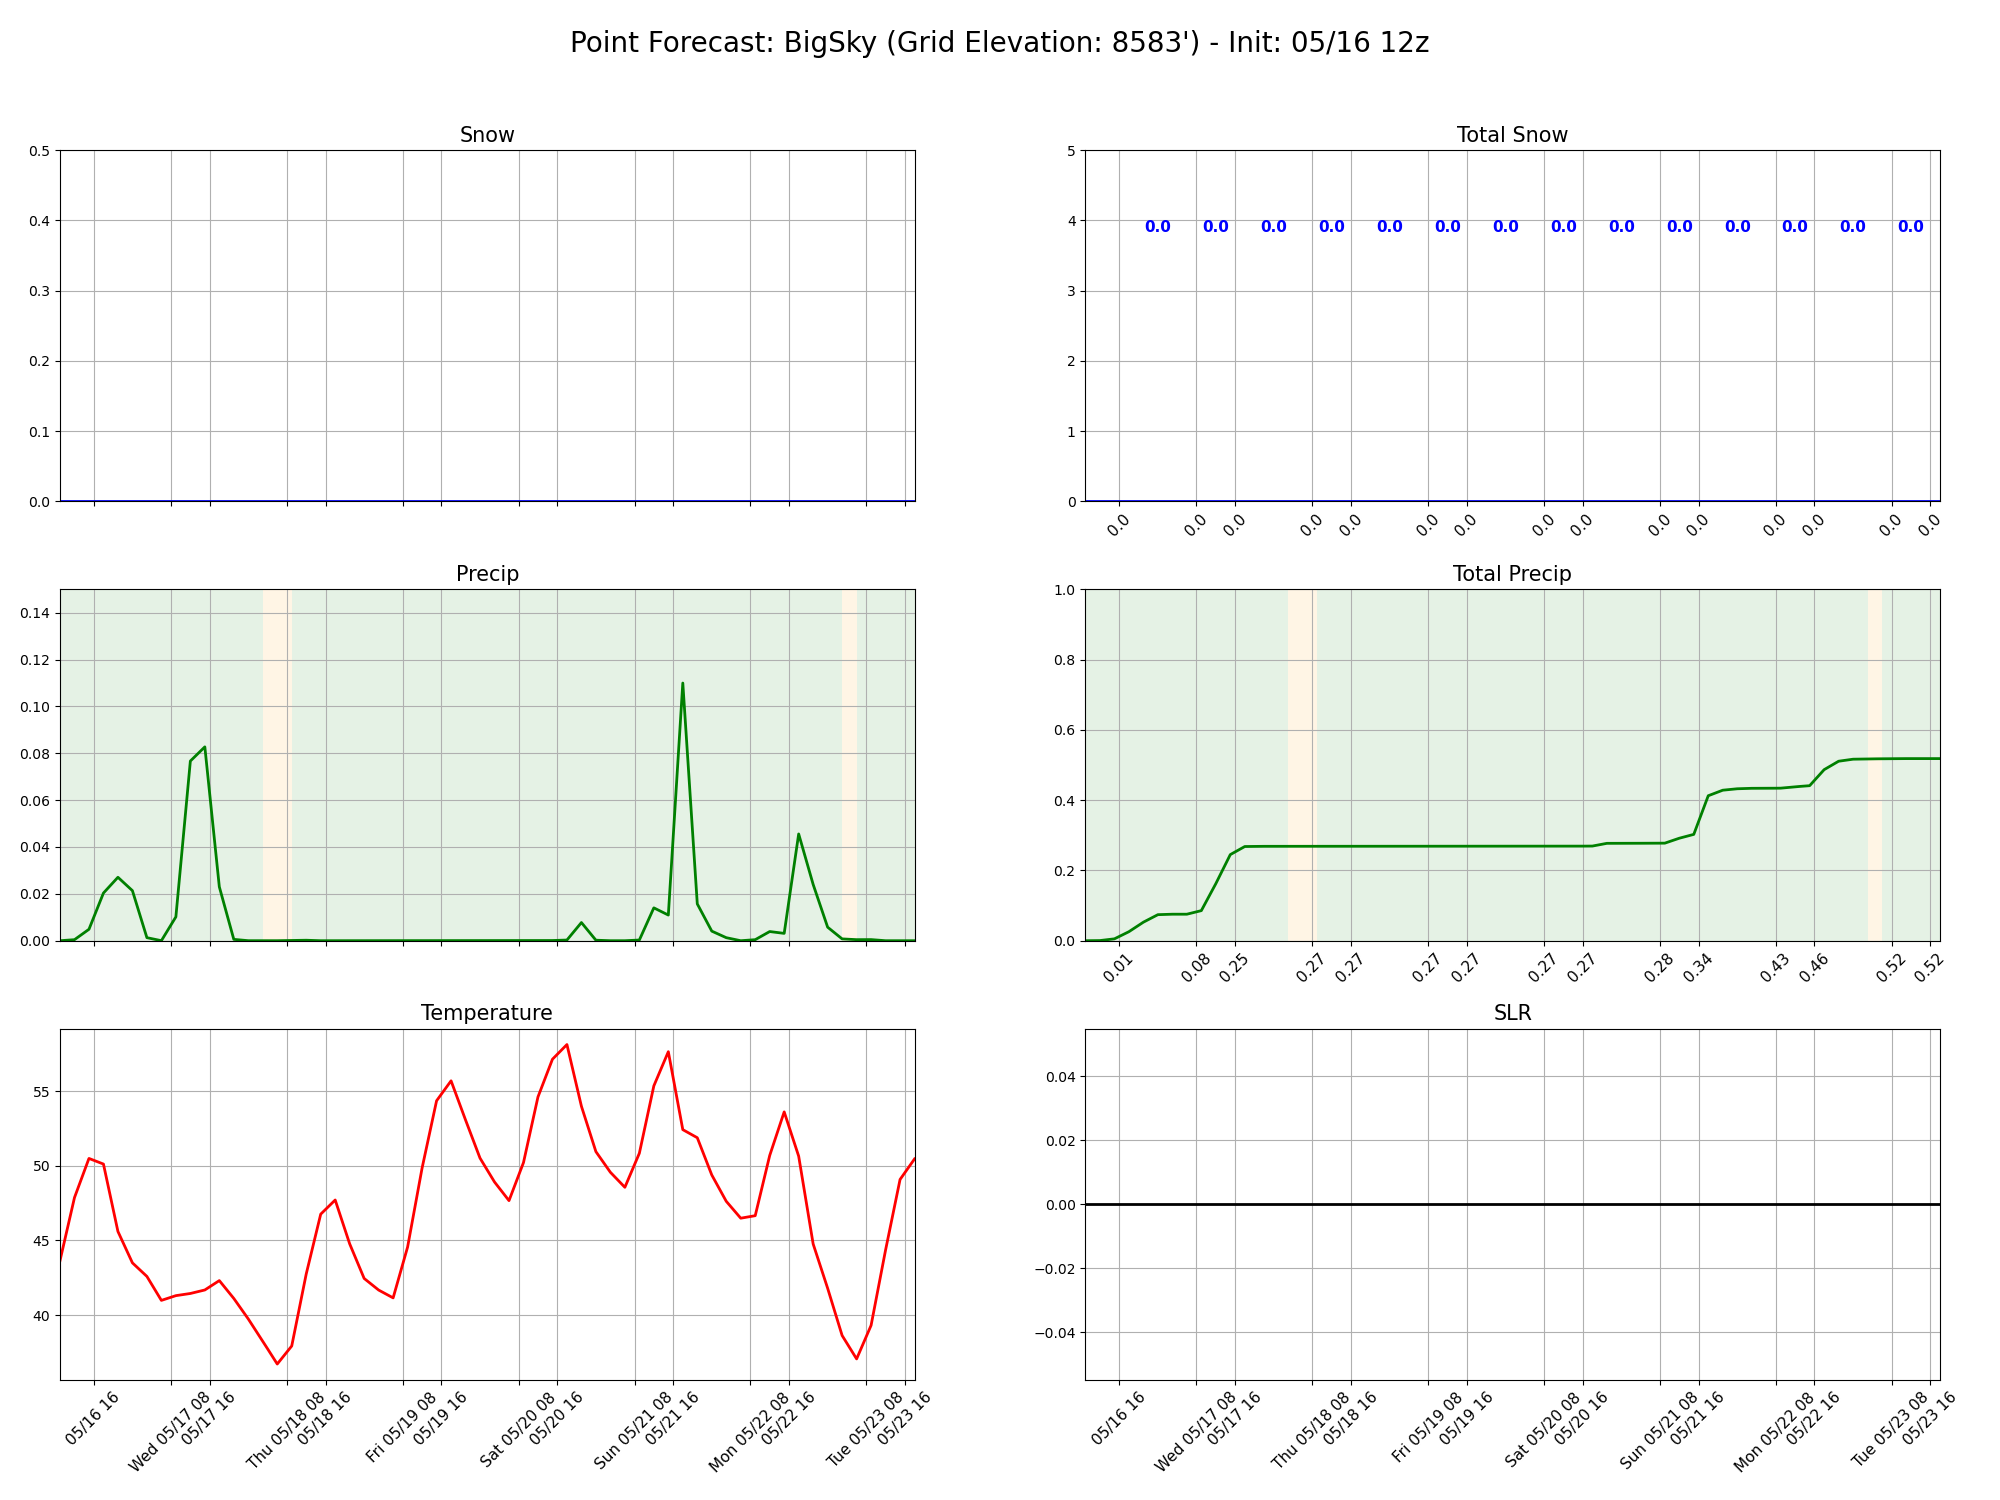 Point Forecast: BigSky (Grid Elevation: 8583') - Init: 05/16 12z
Snow
0.5
0.4
0.3
0.2
0.1
0.0
Total Snow
5
4
3
2
1
0
0.0 0.0 0.0 0.0 0.0 0.0 0.0 0.0 0.0 0.0 0.0 0.0 0.0 0.0
0.0 0.0 0.0 0.0 0.0 0.0 0.0 0.0 0.0 0.0 0.0 0.0 0.0 0.0 0.0
Precip
0.14
0.12
0.10
0.08
0.06
0.04
0.02
0.00
Total Precip
1.0
0.8
0.6
0.4
0.2
0.0
0.01 0.08 0.25 0.27 0.27 0.27 0.27 0.27 0.27 0.28 0.34 0.43 0.46 0.52 0.52
Temperature
55
50
45
40
05/16 16
Wed 05/17 08
05/17 16
Thu 05/18 08
05/18 16
Fri 05/19 08
05/19 16
Sat 05/20 08
05/20 16
Sun 05/21 08
05/21 16
Mon 05/22 08
05/22 16
Tue 05/23 08
05/23 16
SLR
0.04
0.02
0.00
−0.02
−0.04
05/16 16
Wed 05/17 08
05/17 16
Thu 05/18 08
05/18 16
Fri 05/19 08
05/19 16
Sat 05/20 08
05/20 16
Sun 05/21 08
05/21 16
Mon 05/22 08
05/22 16
Tue 05/23 08
05/23 16